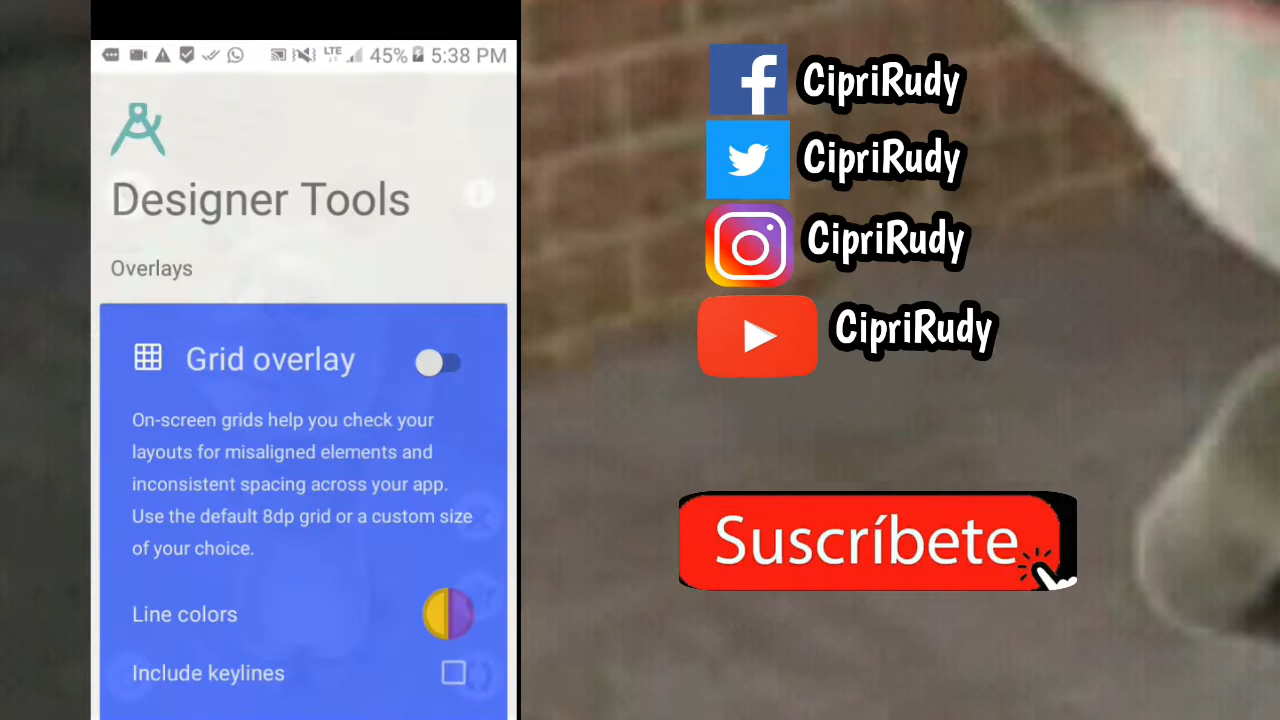 LTE 45% 5:38 PM
Designer Tools
Overlays
Grid overlay
On-screen grids help you check your
layouts for misaligned elements and
inconsistent spacing across your app.
Use the default 8dp grid or a custom size
of your choice.
Line colors
Include keylines
CipriRudy
CipriRudy
CipriRudy
CipriRudy
Suscríbete